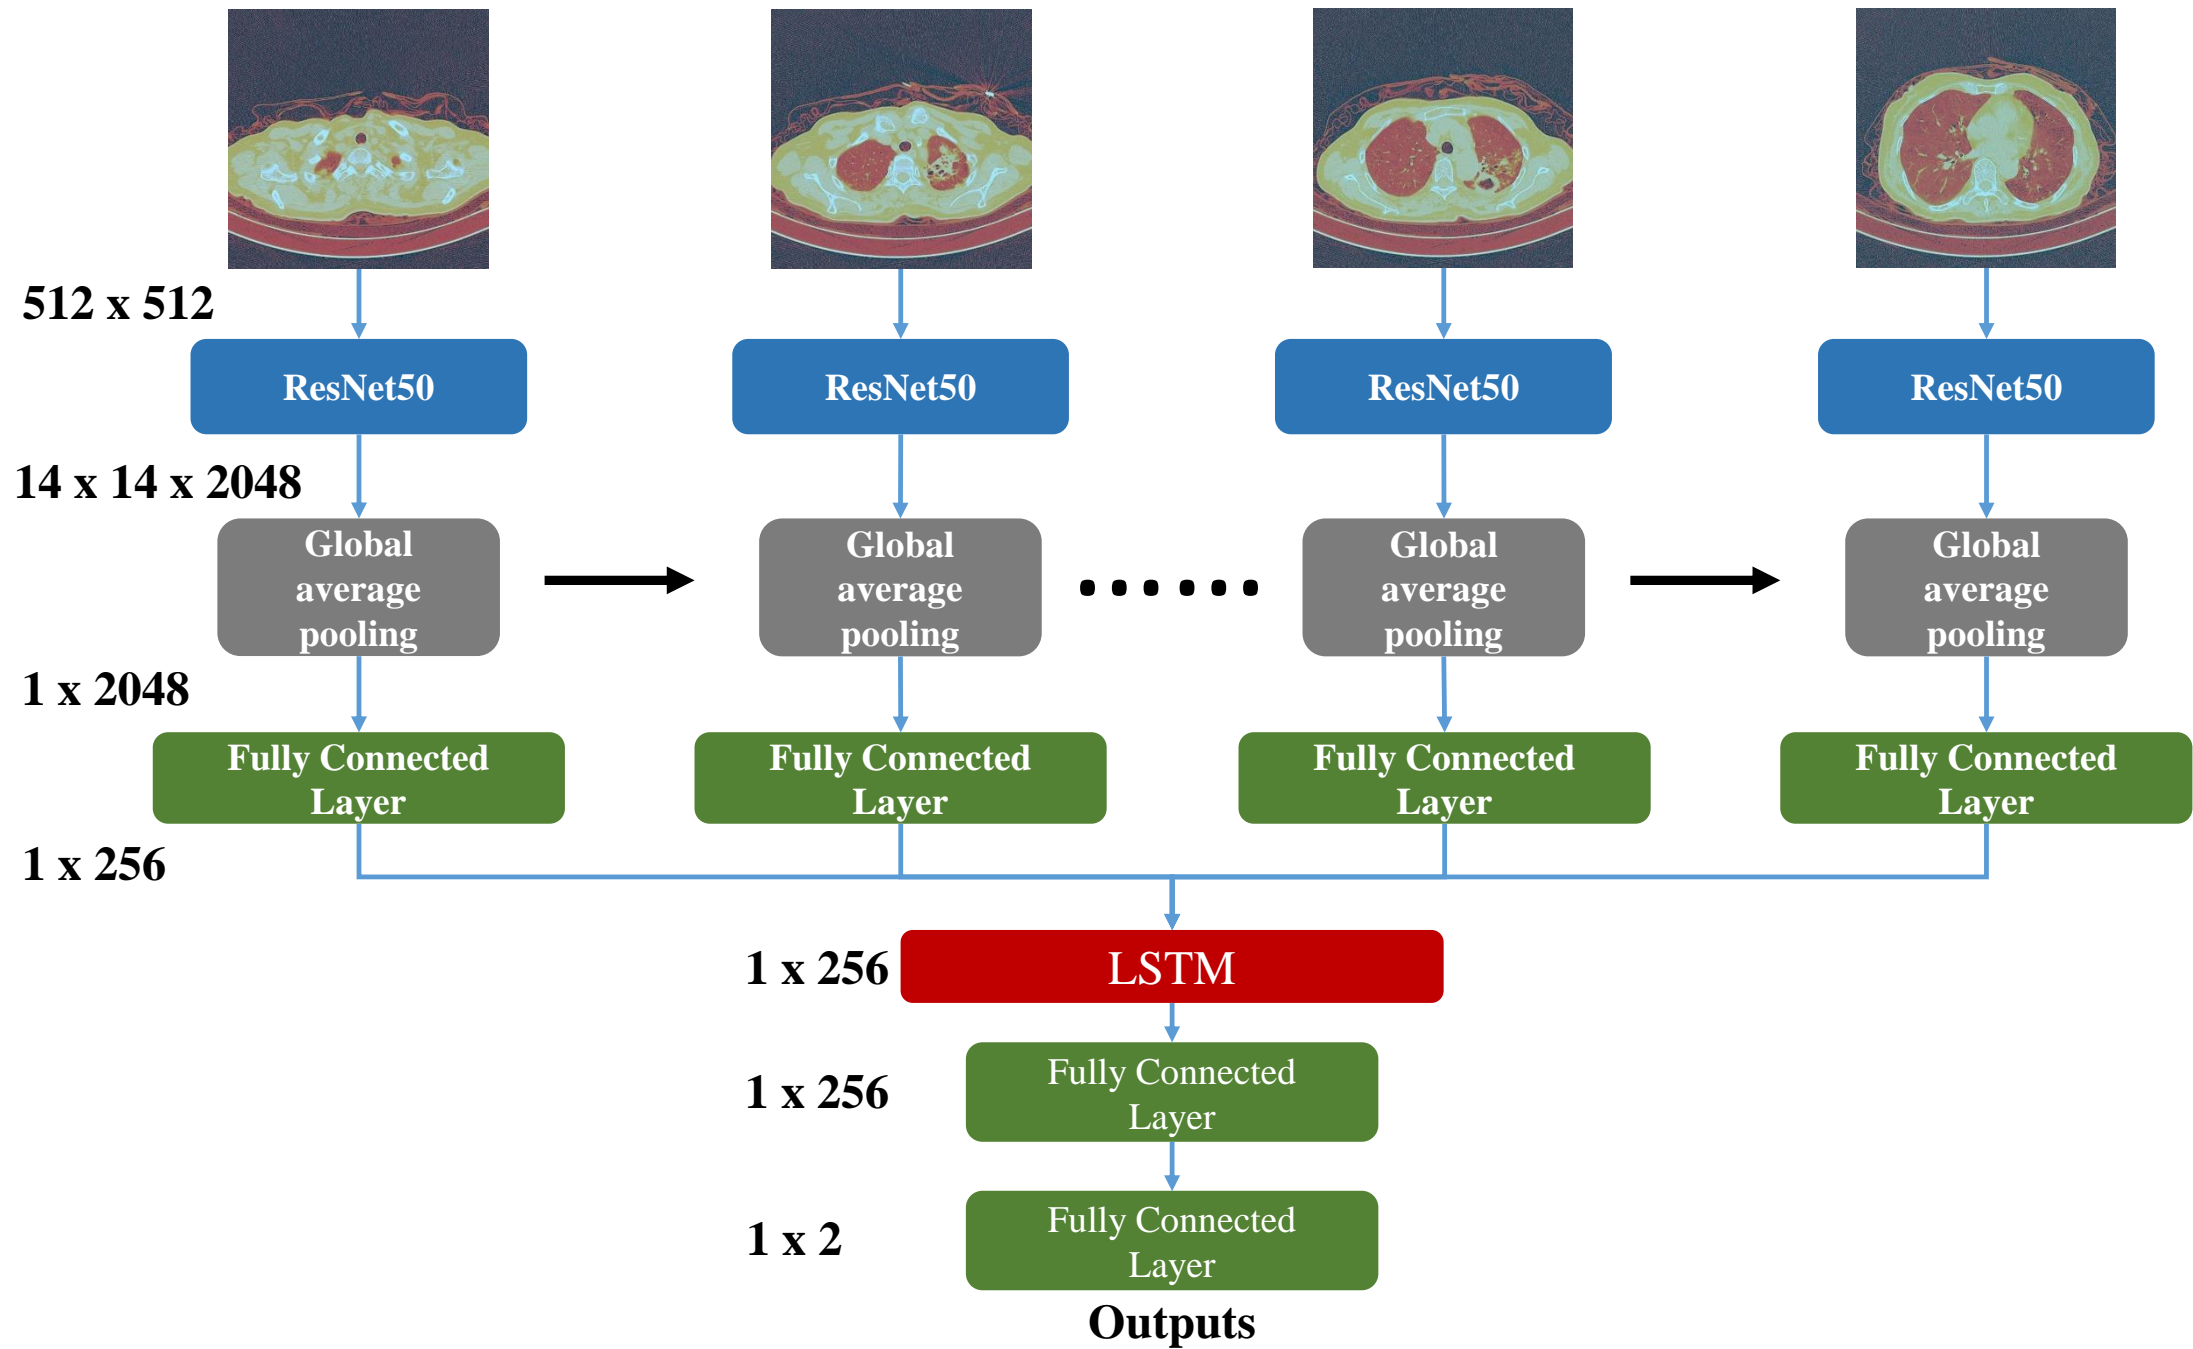 512 x 512
ResNet50
ResNet50
ResNet50
ResNet50
14 x 14 x 2048
Global
average
pooling
Global
average
pooling
......
Global
average
pooling
Global
average
pooling
1 x 2048
Fully Connected
Layer
Fully Connected
Layer
Fully Connected
Layer
Fully Connected
Layer
1 x 256
1 x 256
LSTM
1 x 256
Fully Connected
Layer
1 x 2
Fully Connected
Layer
Outputs